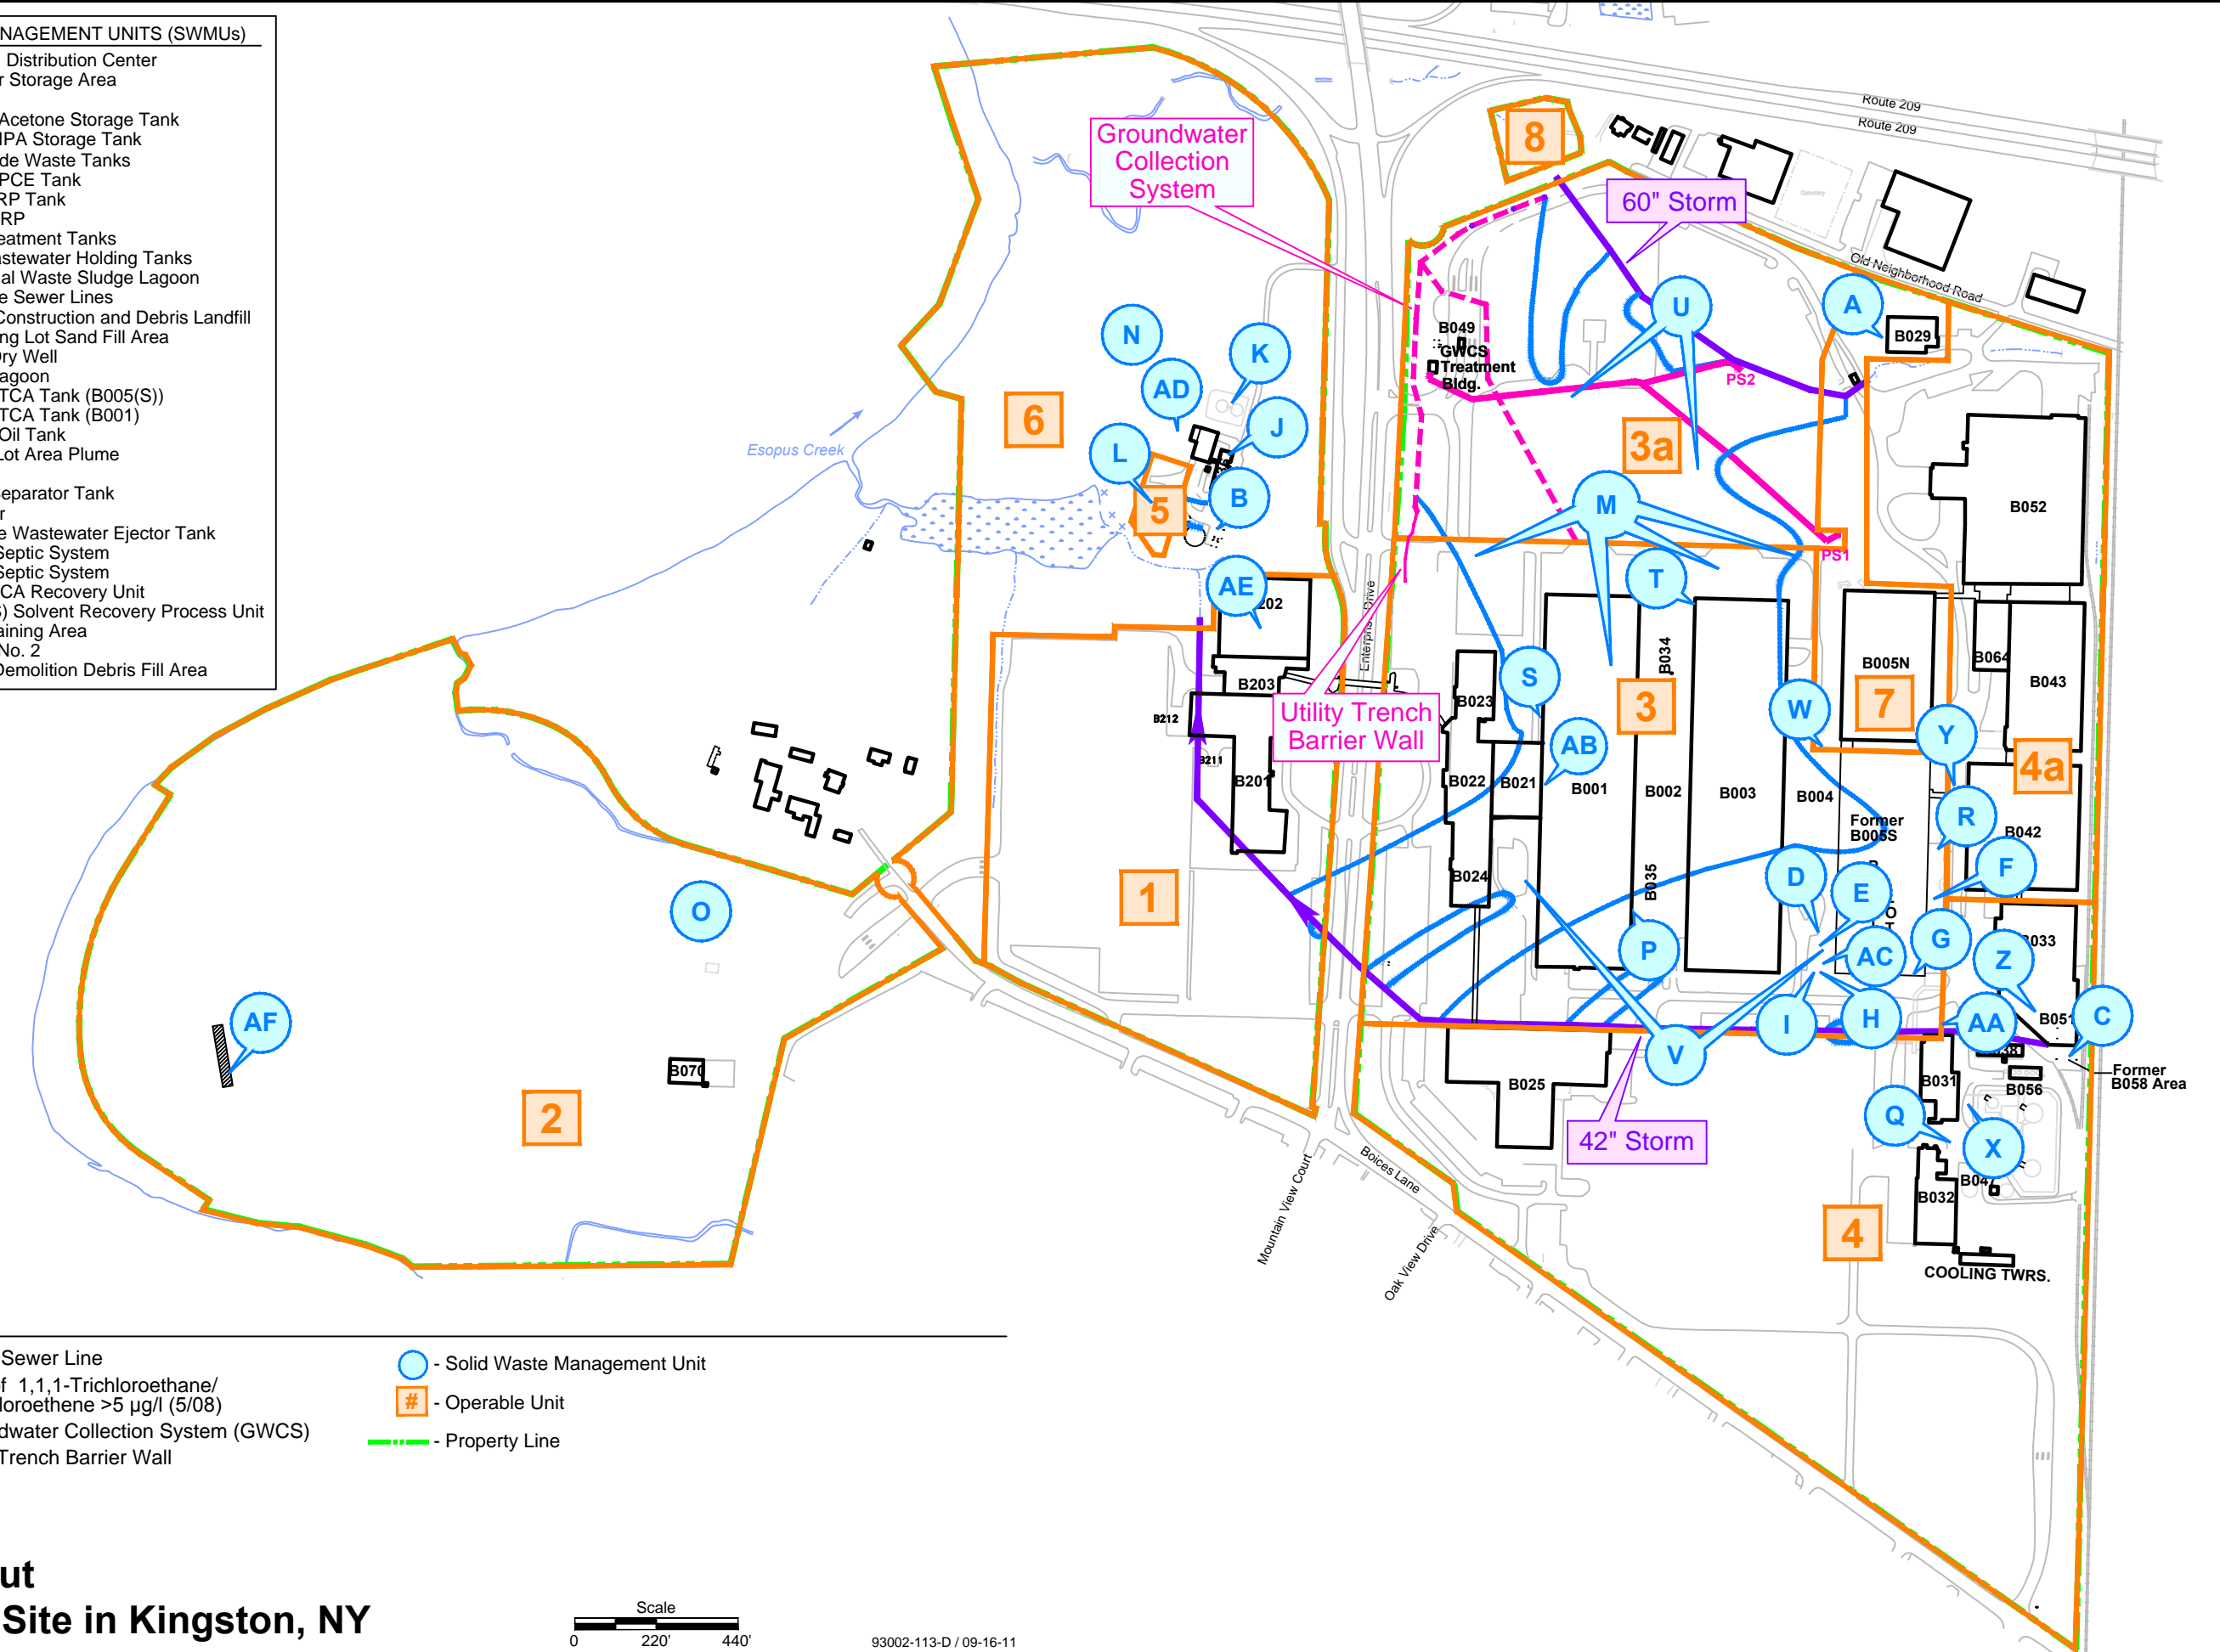 NAGEMENT UNITS (SWMUs)
Distribution Center
r Storage Area
Acetone Storage Tank
IPA Storage Tank
de Waste Tanks
PCE Tank
RP Tank
RP
eatment Tanks
astewater Holding Tanks
al Waste Sludge Lagoon
e Sewer Lines
Construction and Debris Landfill
ng Lot Sand Fill Area
Dry Well
agoon
TCA Tank (B005(S))
TCA Tank (B001)
Oil Tank
Lot Area Plume
Separator Tank
r
e Wastewater Ejector Tank
Septic System
Septic System
CA Recovery Unit
S) Solvent Recovery Process Unit
aining Area
No. 2
Demolition Debris Fill Area
Groundwater
Collection
System
8
60" Storm
Route 209
Route 209
Cemetery
Old Neighborhood Road
U
A
B029
N
K
B049
GWCS
Treatment
Bldg.
PS2
AD
6
J
3a
Esopus Creek
L
B
5
M
B052
PS1
AE
202
T
Enterprise Drive
B034
B005N
B064
B043
B203
S
B023
3
7
W
B212
Utility Trench
Barrier Wall
AB
Y
4a
B211
B201
B022
B021
B001
B002
B003
B004
Former
B005S
R
B042
B024
B035
D
E
F
1
O
P
AC
G
Z
033
AF
I
H
AA
B051
C
V
B070
B025
B031
B056
Former
B058 Area
2
42" Storm
Q
X
Mountain View Court
Boices Lane
B047
B032
Oak View Drive
4
COOLING TWRS.
Sewer Line
f 1,1,1-Trichloroethane/
loroethene >5 µg/l (5/08)
dwater Collection System (GWCS)
Trench Barrier Wall
- Solid Waste Management Unit
# - Operable Unit
- Property Line
ut
Site in Kingston, NY
Scale
0 220' 440'
93002-113-D / 09-16-11